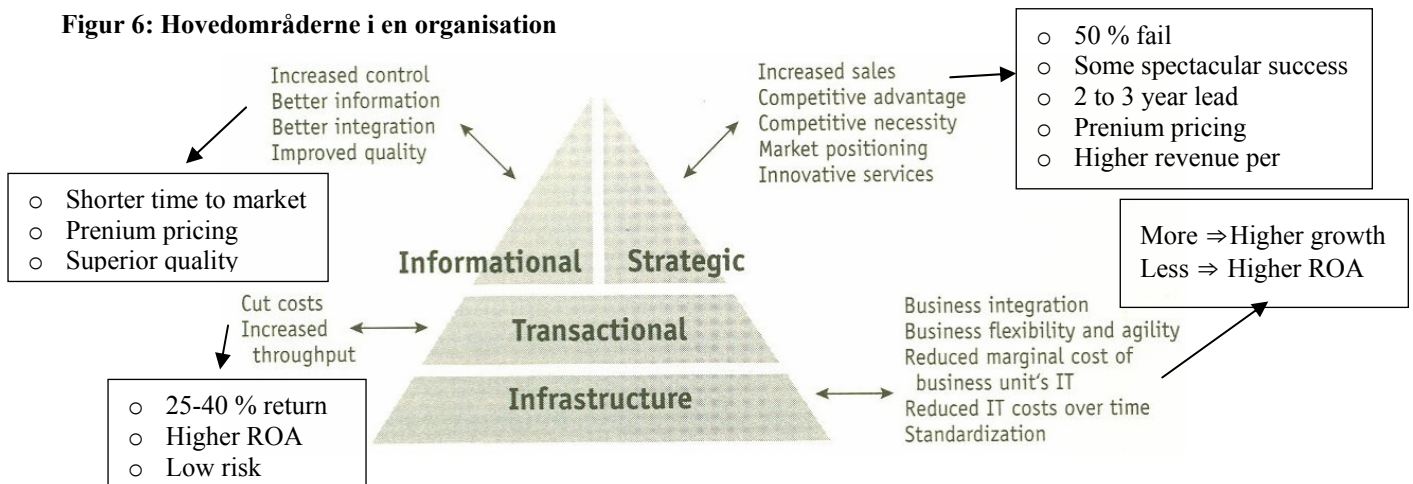 Figur 6: Hovedområderne i en organisation
Increased control
Better information
Better integration
Improved quality
Increased sales
Competitive advantage
Competitive necessity
Market positioning
Innovative services
o 50 % fail
o Some spectacular success
o 2 to 3 year lead
o Prenium pricing
o Higher revenue per
o Shorter time to market
o Prenium pricing
o Superior quality
Informational
Strategic
More ⇒Higher growth
Less ⇒ Higher ROA
Cut costs
Increased
throughput
Transactional
Business integration
Business flexibility and agility
Reduced marginal cost of
business unit's IT
Reduced IT costs over time
Standardization
Infrastructure
o 25-40 % return
o Higher ROA
o Low risk